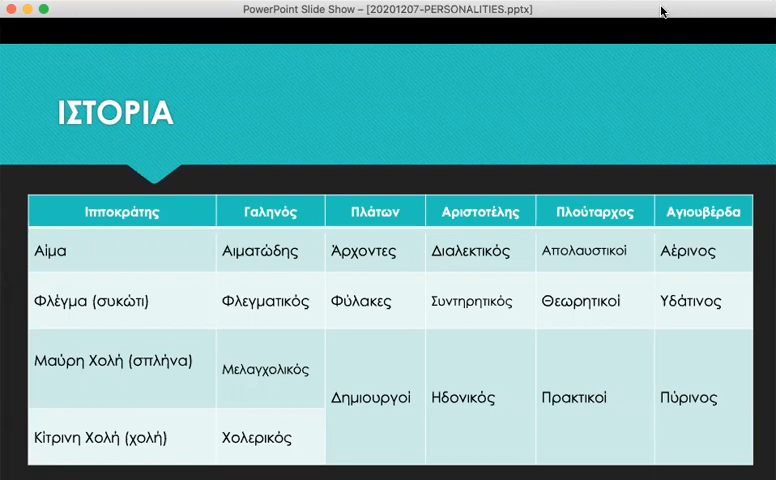 PowerPoint Slide Show – [20201207-PERSONALITIES.pptx]
ΙΣΤΟΡΙΑ
Ιπποκράτης Γαληνός Πλάτων Αριστοτέλης Πλούταρχος Αγιουβέρδα
Αίμα Αιματώδης Άρχοντες Διαλεκτικός Απολαυστικοί Αέρινος
Φλέγμα (συκώτι) Φλεγματικός Φύλακες Συντηρητικός Θεωρητικοί Υδάτινος
Μαύρη Χολή (σπλήνα) Μελαγχολικός
Δημιουργοί Ηδονικός Πρακτικοί Πύρινος
Κίτρινη Χολή (χολή) Χολερικός